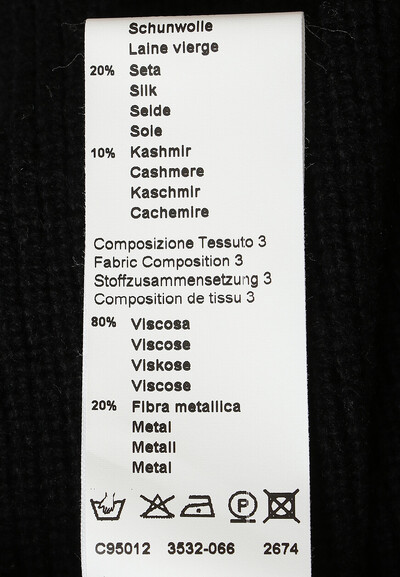 Schunwolle
Laine vierge
20% Seta
Silk
Seide
Soie
10% Kashmir
Cashmere
Kaschmir
Cachemire
Composizione Tessuto 3
Fabric Composition 3
Stoffzusammensetzung 3
Composition de tissu 3
80% Viscosa
Viscose
Viskose
Viscose
20% Fibra metallica
Metal
Metall
Metal
P
C95012 3532-066 2674